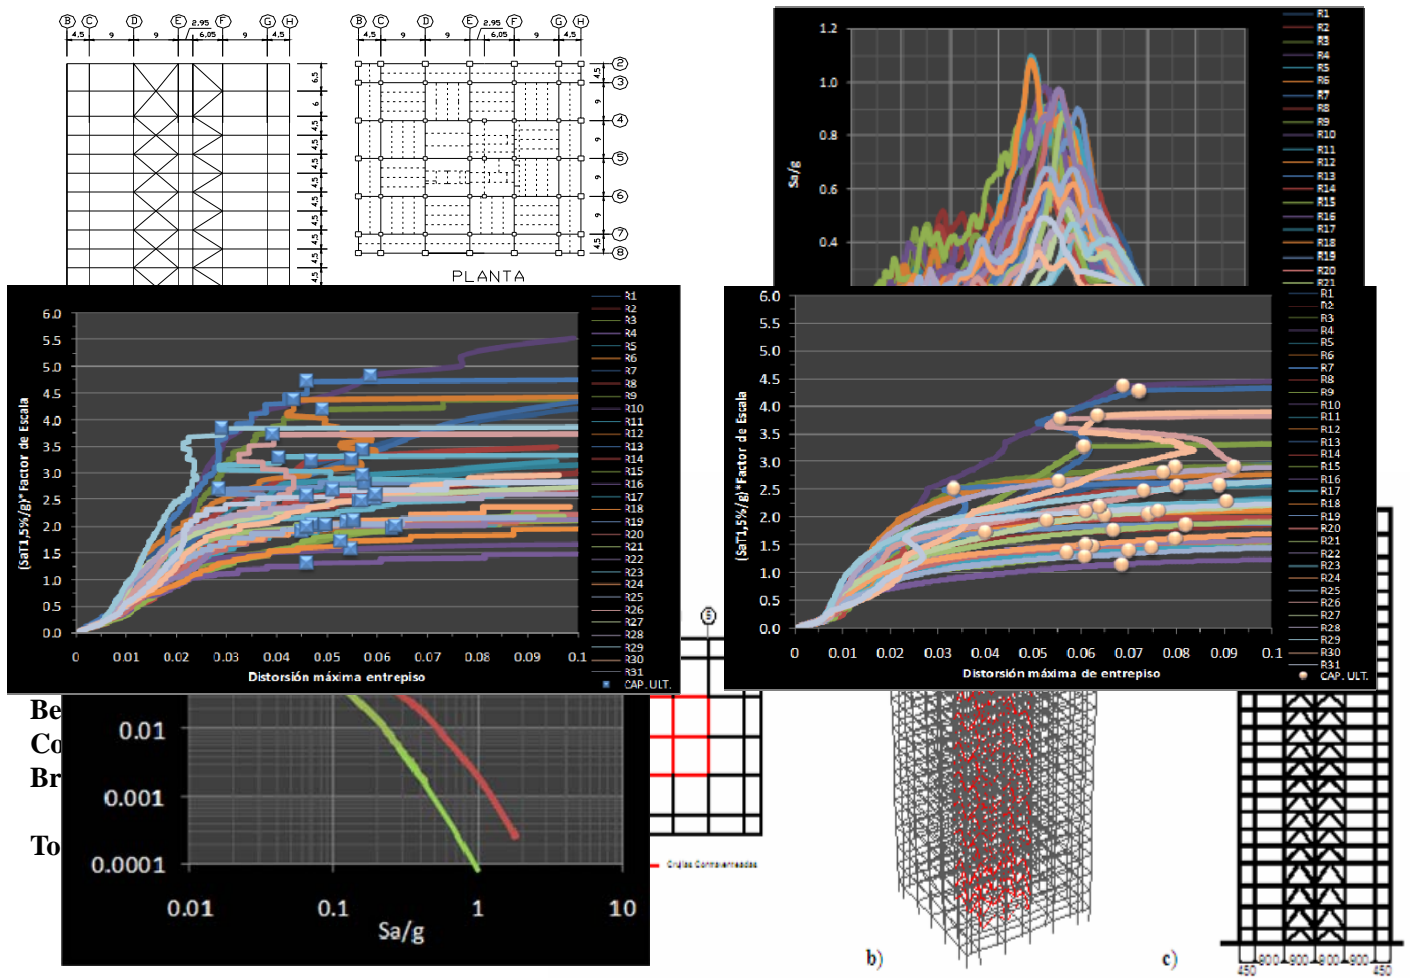 B C D E 2.95 F G H
4.5 9 9 6.05 9 4.5
6.5
6
4.5
4.5
4.5
4.5
4.5
4.5
4.5
4.5
B C D E 2.95 F G H
4.5 9 9 6.05 9 4.5
2
4.5
3
9
4
9
5
9
6
9
7
4.5
8
PLANTA
1.2
1.0
0.8
0.6
0.4
Sa/g
R1
R2
R3
R4
R5
R6
R7
R8
R9
R10
R11
R12
R13
R14
R15
R16
R17
R18
R19
R20
R21
6.0
5.5
5.0
4.5
4.0
3.5
3.0
2.5
2.0
1.5
1.0
0.5
0.0
(SaT1,5%/g)*Factor de Escala
0 0.01 0.02 0.03 0.04 0.05 0.06 0.07 0.08 0.09 0.1
Distorsión máxima entrepiso
R1
R2
R3
R4
R5
R6
R7
R8
R9
R10
R11
R12
R13
R14
R15
R16
R17
R18
R19
R20
R21
R22
R23
R24
R25
R26
R27
R28
R29
R30
R31
CAP. ULT.
6.0
5.5
5.0
4.5
4.0
3.5
3.0
2.5
2.0
1.5
1.0
0.5
0.0
(SaT1,5%/g)*Factor de Escala
0 0.01 0.02 0.03 0.04 0.05 0.06 0.07 0.08 0.09 0.1
Distorsión máxima de entrepiso
R1
R2
R3
R4
R5
R6
R7
R8
R9
R10
R11
R12
R13
R14
R15
R16
R17
R18
R19
R20
R21
R22
R23
R24
R25
R26
R27
R28
R29
R30
R31
CAP. ULT.
Be
Co
Br
To
0.01
0.001
0.0001
0.01 0.1 1 10
Sa/g
Crujías Contraventeadas
b)
c)
450 900 900 900 900 450